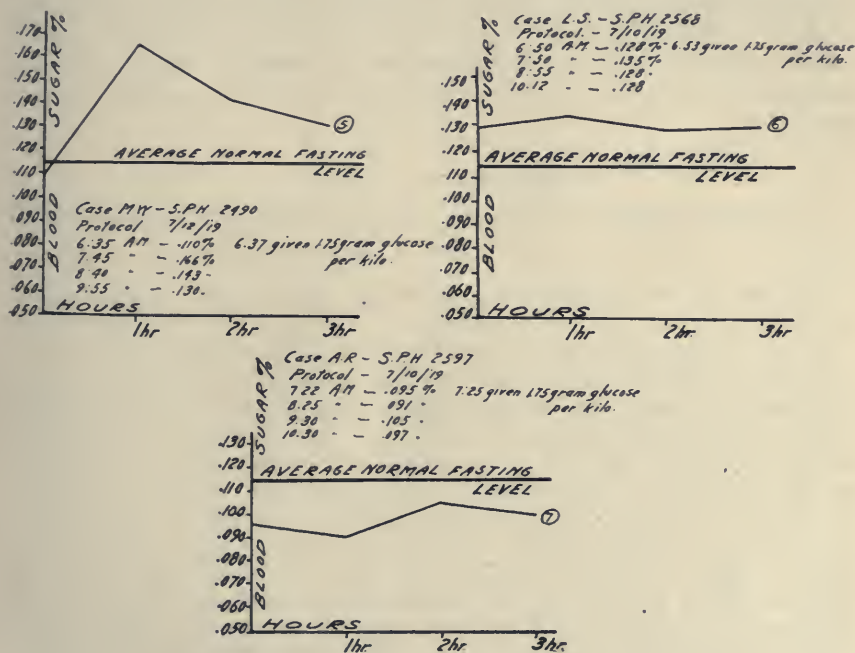 BLOOD SUGAR %
.170
.160
.150
.140
.130
.120
.110
.100
.090
.080
.070
.060
.050
⑤
AVERAGE NORMAL FASTING
LEVEL
Case MW - S.PH 2490
Protocol 7/12/19
6:35 AM - .110% 6.37 given 1.75 gram glucose
per kilo.
7:45 " - .166%
8:40 " - .143 "
9:55 " - .130 "
HOURS
1hr 2hr 3hr
Case L.S. - S.PH 2568
Protocol - 7/10/19
6:50 A.M - .128% 6.53 given 1.75 gram glucose
per kilo.
7:50 " - .135%
8:55 " - .128 "
10.12 " - .128
BLOOD SUGAR %
.150
.140
.130
.120
.110
.100
.090
.080
.070
.060
.050
⑥
AVERAGE NORMAL FASTING
LEVEL
HOURS
1hr 2hr 3hr
Case A.R - S.PH 2597
Protocol - 7/10/19
7.22 A.M - .095% 7:25 given 1.75 gram glucose
per kilo.
8.25 " - .091 "
9.30 " - .105 "
10.30 " - .097 "
BLOOD SUGAR %
.130
.120
.110
.100
.090
.080
.070
.060
.050
AVERAGE NORMAL FASTING
LEVEL
⑦
HOURS
1hr. 2hr. 3hr.